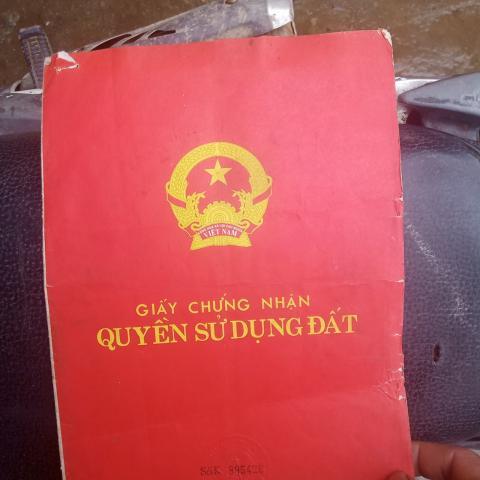 VIỆT NAM
GIẤY CHỨNG NHẬN
QUYỀN SỬ DỤNG ĐẤT